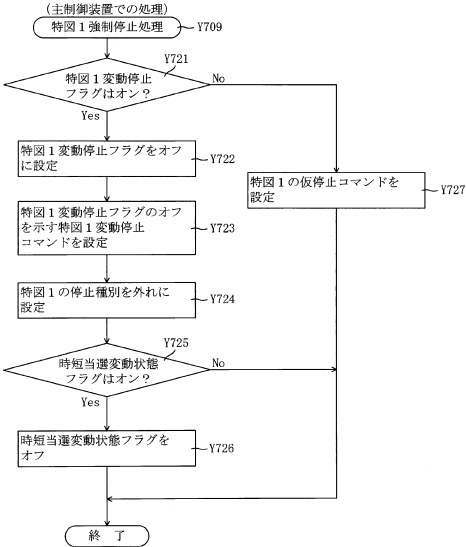 (主制御装置での処理)
特図1強制停止処理
Y709
Y721
特図1変動停止
フラグはオン?
No
Yes
特図1変動停止フラグをオフ
に設定
Y722
特図1の仮停止コマンドを
設定
Y727
特図1変動停止フラグのオフ
を示す特図1変動停止
コマンドを設定
Y723
特図1の停止種別を外れに
設定
Y724
Y725
時短当選変動状態
フラグはオン?
No
Yes
時短当選変動状態フラグを
オフ
Y726
終 了